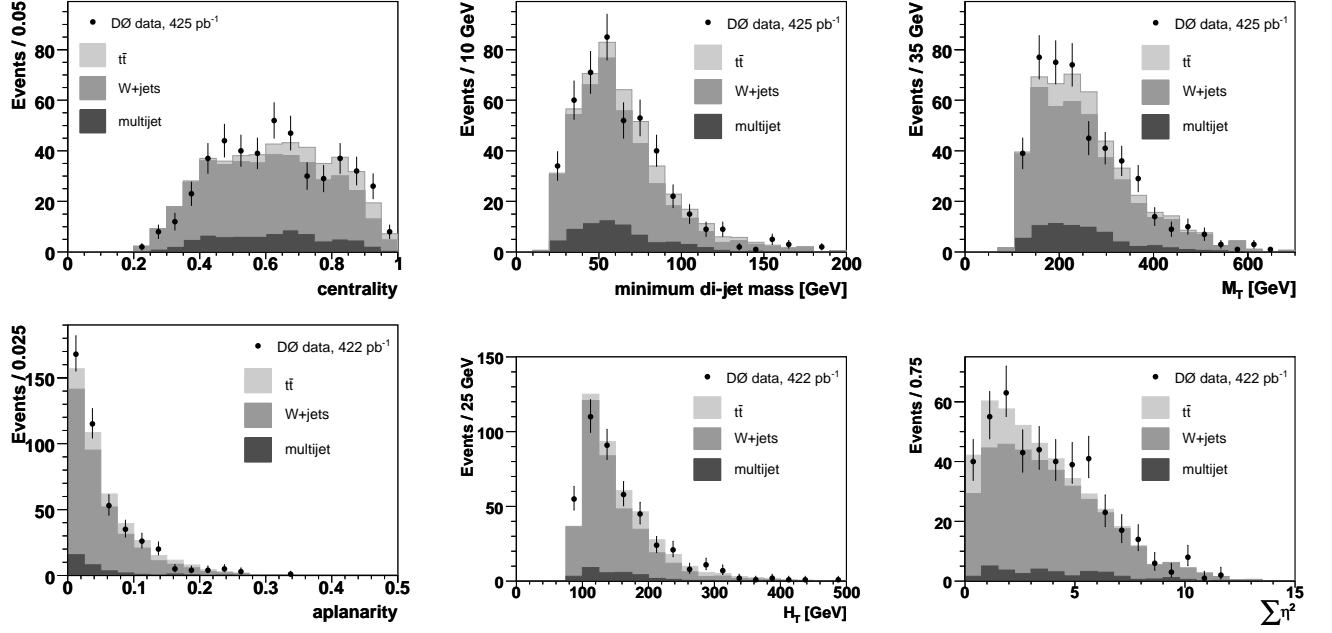 Events / 0.05
80
60
40
20
0
DØ data, 425 pb⁻¹
tt̄
W+jets
multijet
0 0.2 0.4 0.6 0.8 1
centrality
Events / 10 GeV
80
60
40
20
0
DØ data, 425 pb⁻¹
tt̄
W+jets
multijet
0 50 100 150 200
minimum di-jet mass [GeV]
Events / 35 GeV
80
60
40
20
0
DØ data, 425 pb⁻¹
tt̄
W+jets
multijet
0 200 400 600
M_T [GeV]
Events / 0.025
150
100
50
0
DØ data, 422 pb⁻¹
tt̄
W+jets
multijet
0 0.1 0.2 0.3 0.4 0.5
aplanarity
Events / 25 GeV
150
100
50
0
DØ data, 422 pb⁻¹
tt̄
W+jets
multijet
0 100 200 300 400 500
H_T [GeV]
Events / 0.75
60
40
20
0
DØ data, 422 pb⁻¹
tt̄
W+jets
multijet
0 5 10 15
∑η²